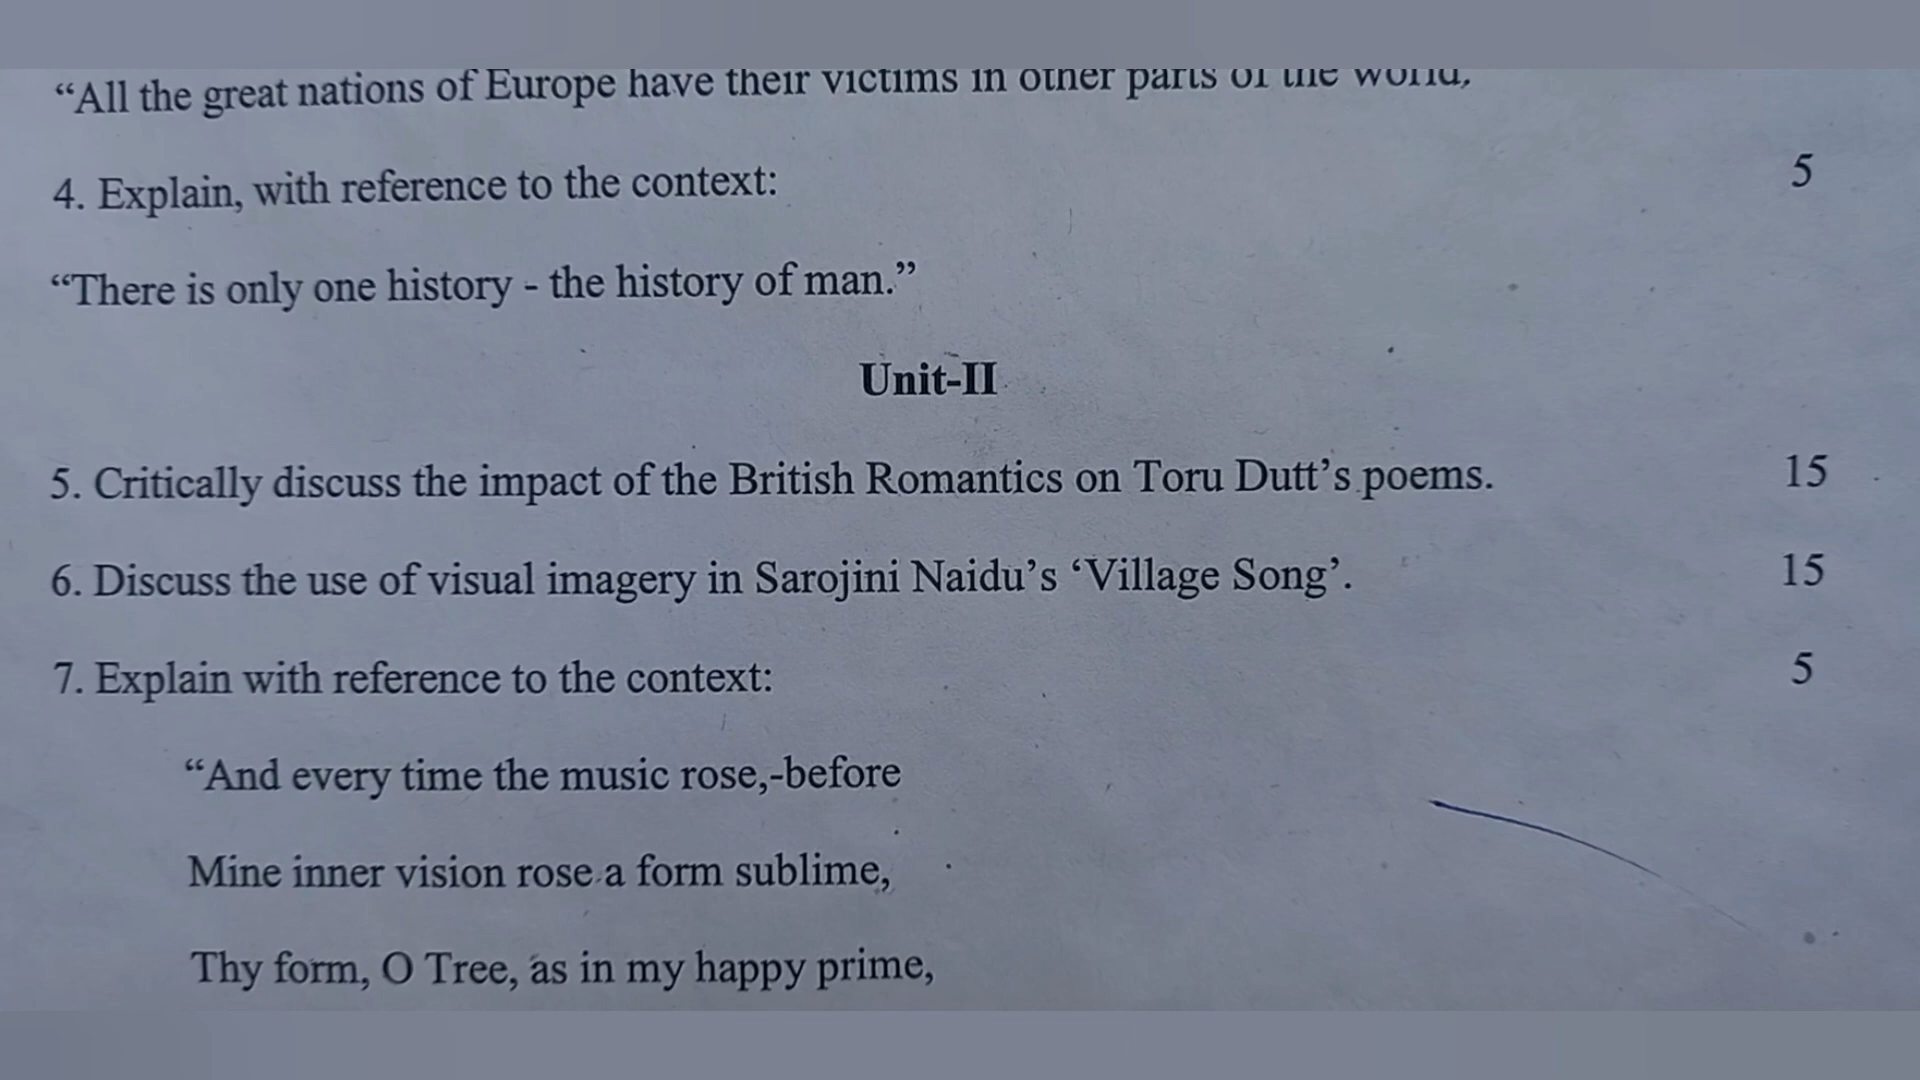 “All the great nations of Europe have their victims in other parts of the world,
4. Explain, with reference to the context: 5
“There is only one history - the history of man.”
Unit-II
5. Critically discuss the impact of the British Romantics on Toru Dutt’s poems. 15
6. Discuss the use of visual imagery in Sarojini Naidu’s ‘Village Song’. 15
7. Explain with reference to the context: 5
“And every time the music rose,-before
Mine inner vision rose a form sublime,
Thy form, O Tree, as in my happy prime,